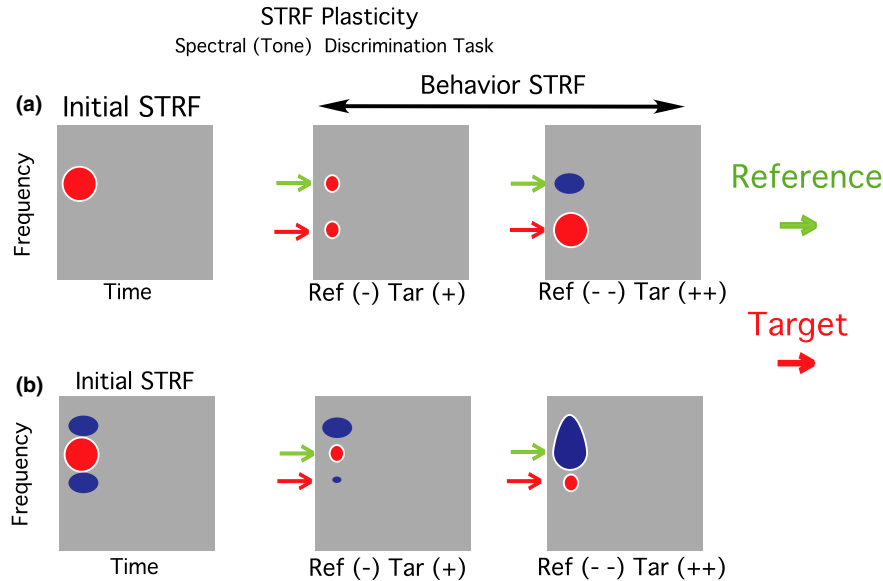 STRF Plasticity
Spectral (Tone) Discrimination Task
Behavior STRF
(a)
Initial STRF
Frequency
Time
Ref (-) Tar (+)
Ref (- -) Tar (++)
Reference
Target
(b)
Initial STRF
Frequency
Time
Ref (-) Tar (+)
Ref (- -) Tar (++)